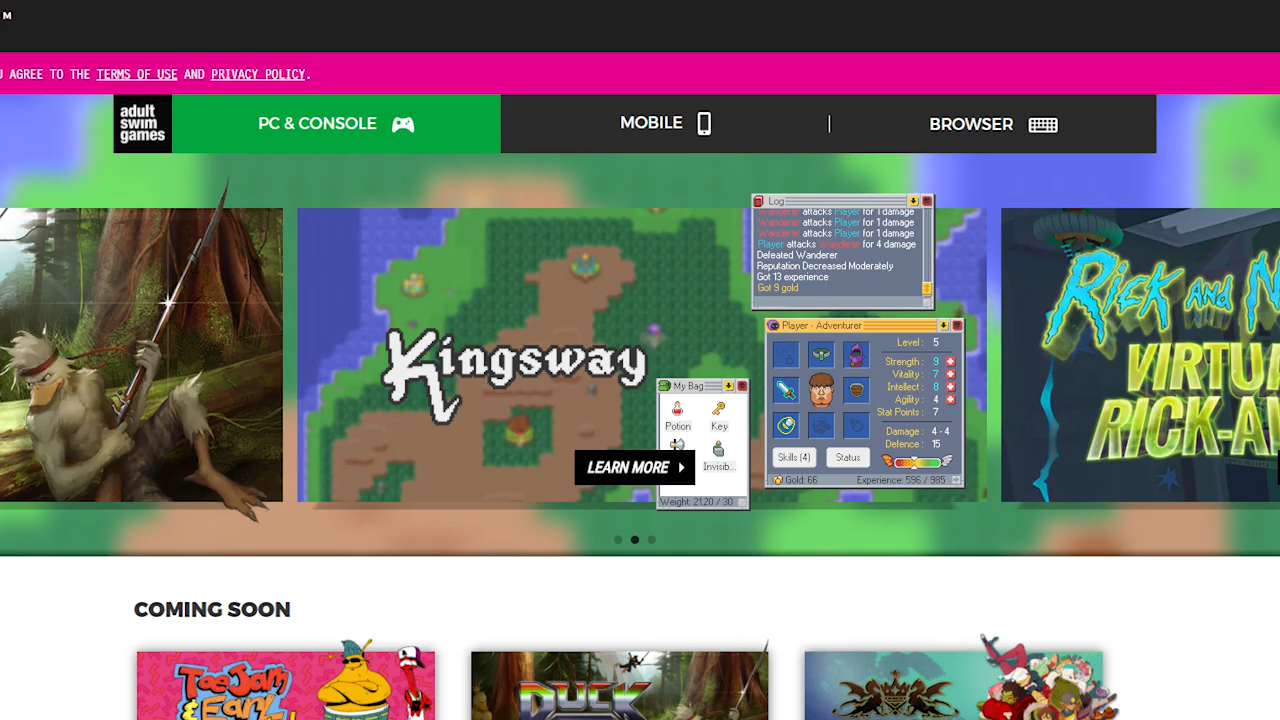 M
U AGREE TO THE TERMS OF USE AND PRIVACY POLICY.
adult
swim
games
PC & CONSOLE
MOBILE
BROWSER
Kingsway
LEARN MORE
Log
Wanderer attacks Player for 1 damage
Wanderer attacks Player for 1 damage
Wanderer attacks Player for 1 damage
Player attacks Wanderer for 4 damage
Defeated Wanderer
Reputation Decreased Moderately
Got 13 experience
Got 9 gold
My Bag
Potion
Key
Invisib...
Weight: 2120 / 30
Player - Adventurer
Level: 5
Strength: 9
Vitality: 7
Intellect: 8
Agility: 4
Stat Points: 7
Damage: 4 - 4
Defence: 15
Skills (4)
Status
Gold: 66
Experience: 596 / 985
RICK AND
VIRTU
RICK-A
COMING SOON
ToeJam
& Earl
DUCK